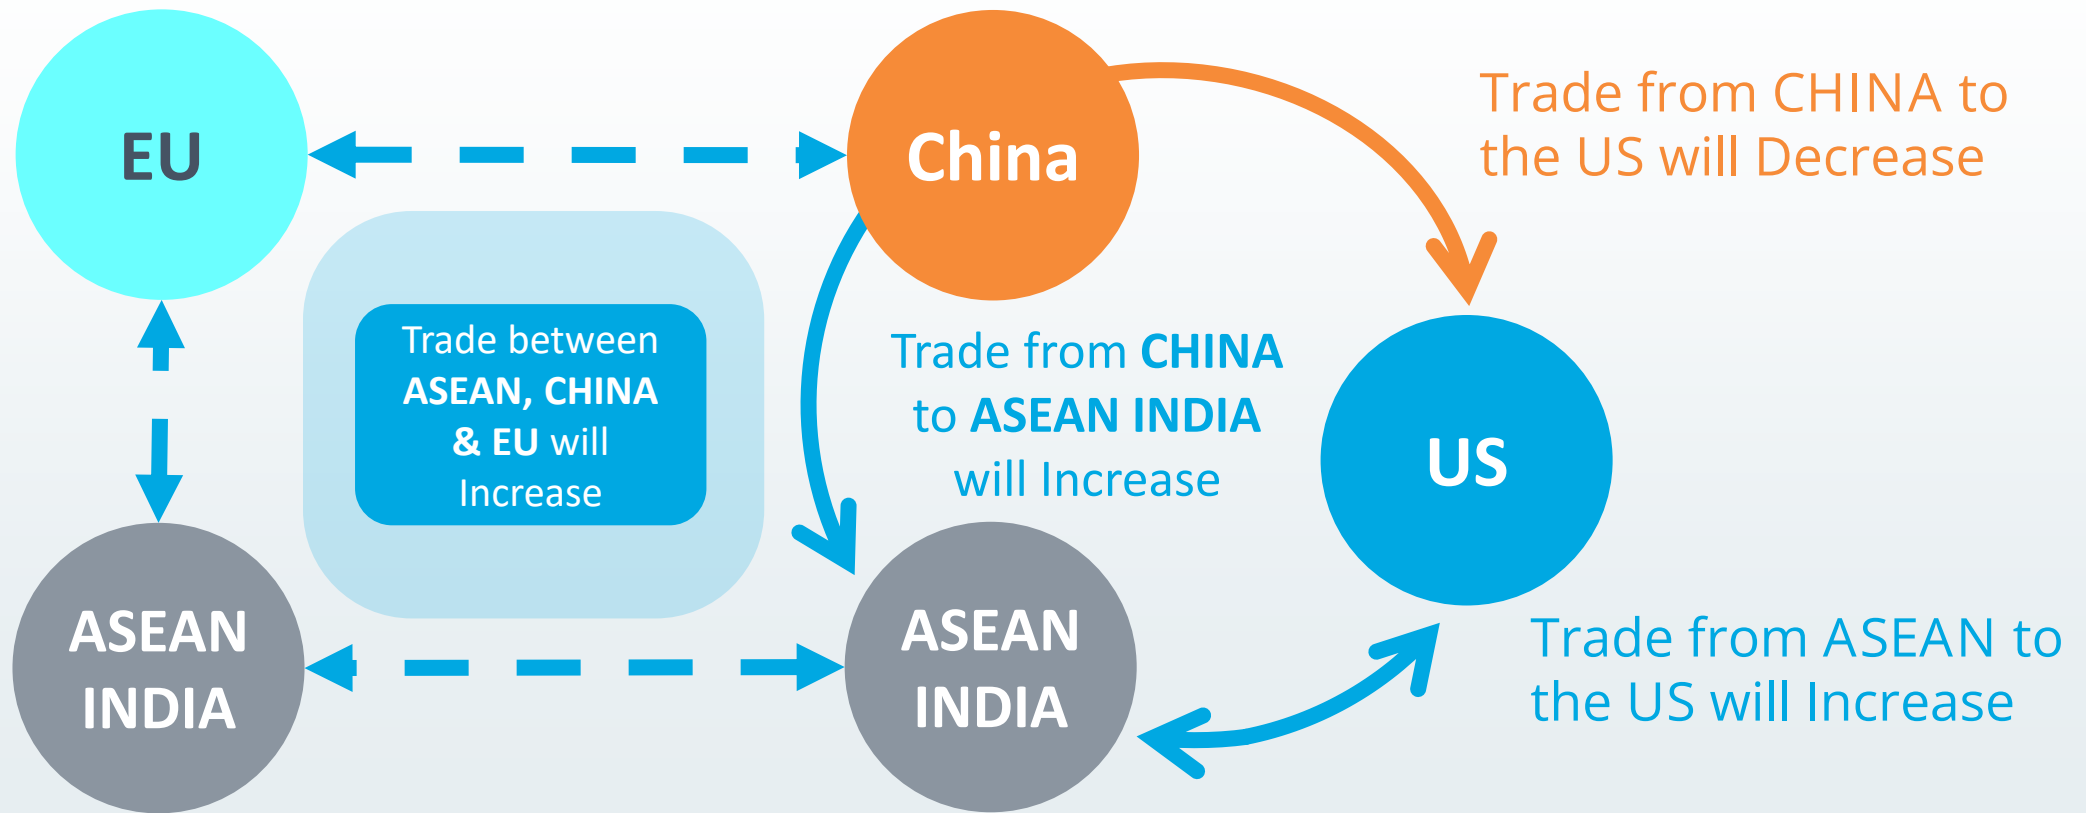 EU
China
Trade from CHINA to
the US will Decrease
Trade between
ASEAN, CHINA
& EU will
Increase
Trade from CHINA
to ASEAN INDIA
will Increase
US
ASEAN
INDIA
ASEAN
INDIA
Trade from ASEAN to
the US will Increase